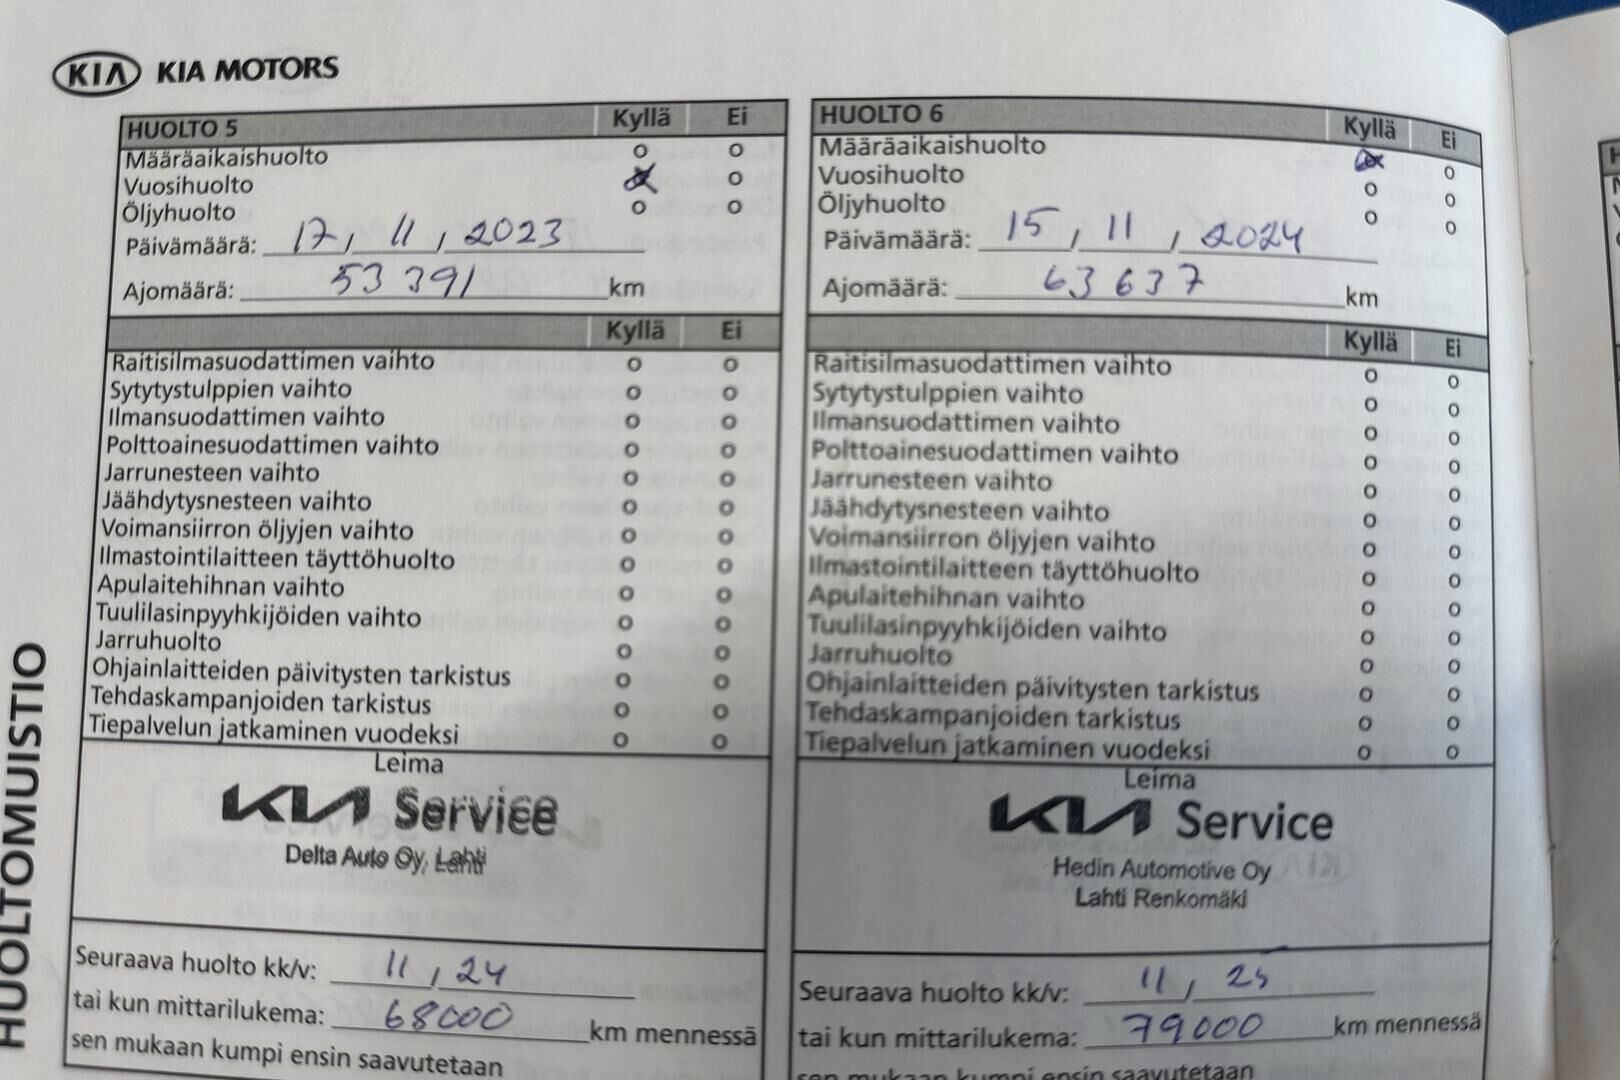 KIA KIA MOTORS
HUOLTO 5 Kyllä Ei
Määräaikaishuolto o o
Vuosihuolto x o
Öljyhuolto o o
Päivämäärä: 17, 11, 2023
Ajomäärä: 53 391 km
Kyllä Ei
Raitisilmasuodattimen vaihto o o
Sytytystulppien vaihto o o
Ilmansuodattimen vaihto o o
Polttoainesuodattimen vaihto o o
Jarrunesteen vaihto o o
Jäähdytysnesteen vaihto o o
Voimansiirron öljyjen vaihto o o
Ilmastointilaitteen täyttöhuolto o o
Apulaitehihnan vaihto o o
Tuulilasinpyyhkijöiden vaihto o o
Jarruhuolto o o
Ohjainlaitteiden päivitysten tarkistus o o
Tehdaskampanjoiden tarkistus o o
Tiepalvelun jatkaminen vuodeksi o o
Leima
KIA Service
Delta Auto Oy, Lahti
Seuraava huolto kk/v: 11, 24
tai kun mittarilukema: 68000 km mennessä
sen mukaan kumpi ensin saavutetaan
HUOLTO 6 Kyllä Ei
Määräaikaishuolto x o
Vuosihuolto o o
Öljyhuolto o o
Päivämäärä: 15, 11, 2024
Ajomäärä: 63 637 km
Kyllä Ei
Raitisilmasuodattimen vaihto o o
Sytytystulppien vaihto o o
Ilmansuodattimen vaihto o o
Polttoainesuodattimen vaihto o o
Jarrunesteen vaihto o o
Jäähdytysnesteen vaihto o o
Voimansiirron öljyjen vaihto o o
Ilmastointilaitteen täyttöhuolto o o
Apulaitehihnan vaihto o o
Tuulilasinpyyhkijöiden vaihto o o
Jarruhuolto o o
Ohjainlaitteiden päivitysten tarkistus o o
Tehdaskampanjoiden tarkistus o o
Tiepalvelun jatkaminen vuodeksi o o
Leima
KIA Service
Hedin Automotive Oy
Lahti Renkomäki
Seuraava huolto kk/v: 11, 25
tai kun mittarilukema: 79000 km mennessä
sen mukaan kumpi ensin saavutetaan
HUOLTOMUISTIO